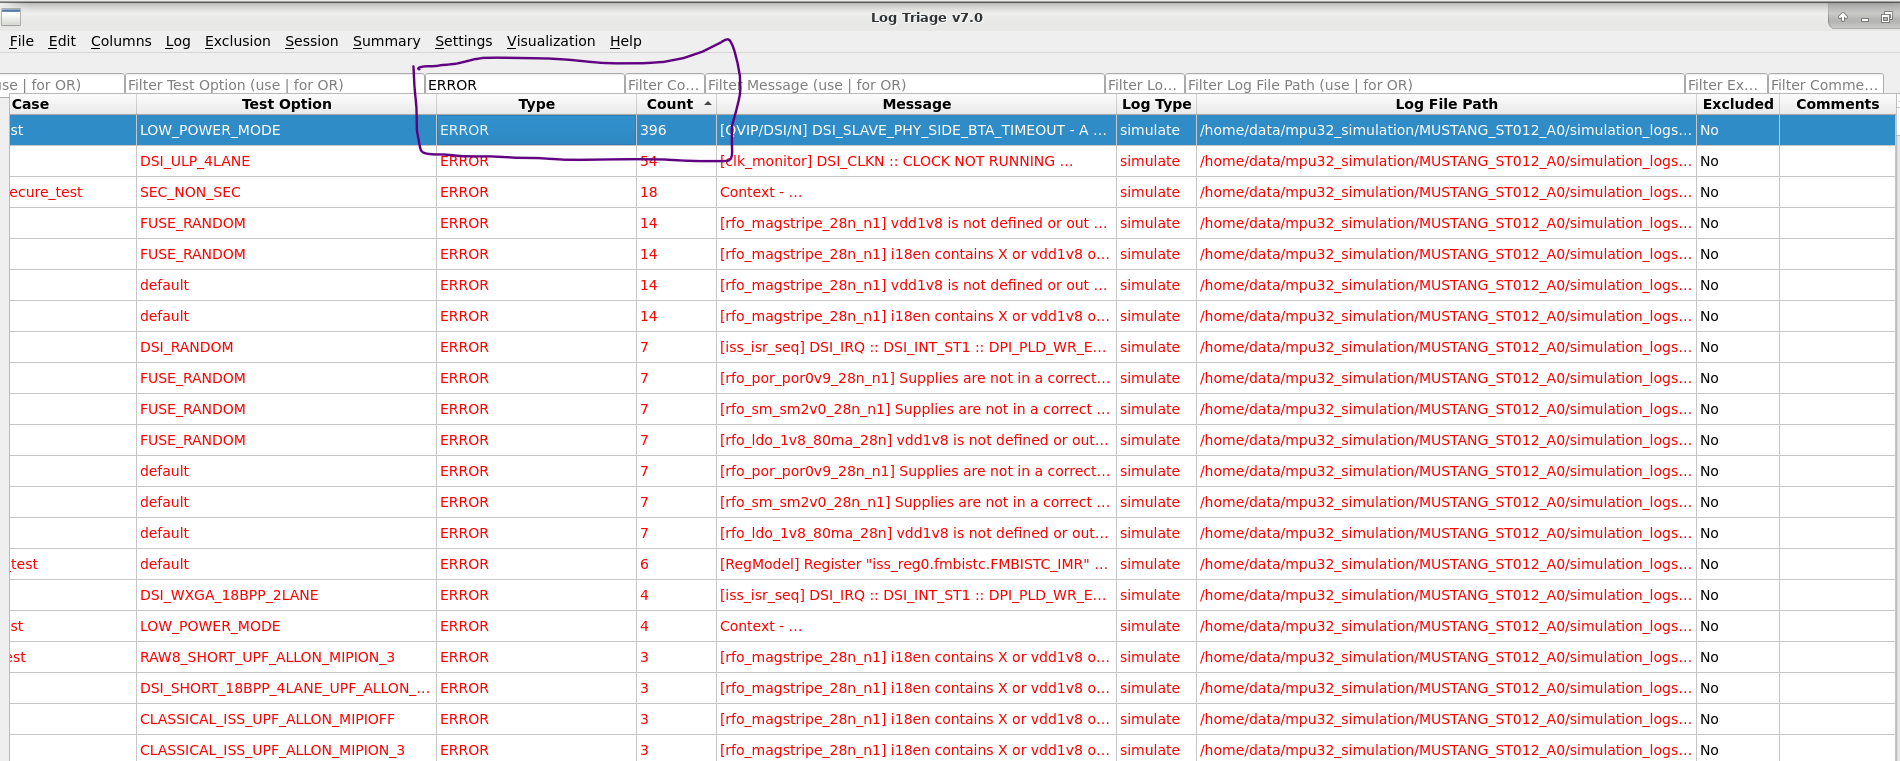 Log Triage v7.0
File Edit Columns Log Exclusion Session Summary Settings Visualization Help
use | for OR) Filter Test Option (use | for OR) ERROR Filter Co... Filter Message (use | for OR) Filter Lo... Filter Log File Path (use | for OR) Filter Ex... Filter Comme...
Case Test Option Type Count Message Log Type Log File Path Excluded Comments
st LOW_POWER_MODE ERROR 396 [QVIP/DSI/N] DSI_SLAVE_PHY_SIDE_BTA_TIMEOUT - A ... simulate /home/data/mpu32_simulation/MUSTANG_ST012_A0/simulation_logs... No
DSI_ULP_4LANE ERROR 54 [clk_monitor] DSI_CLKN :: CLOCK NOT RUNNING ... simulate /home/data/mpu32_simulation/MUSTANG_ST012_A0/simulation_logs... No
ecure_test SEC_NON_SEC ERROR 18 Context - ... simulate /home/data/mpu32_simulation/MUSTANG_ST012_A0/simulation_logs... No
FUSE_RANDOM ERROR 14 [rfo_magstripe_28n_n1] vdd1v8 is not defined or out ... simulate /home/data/mpu32_simulation/MUSTANG_ST012_A0/simulation_logs... No
FUSE_RANDOM ERROR 14 [rfo_magstripe_28n_n1] i18en contains X or vdd1v8 o... simulate /home/data/mpu32_simulation/MUSTANG_ST012_A0/simulation_logs... No
default ERROR 14 [rfo_magstripe_28n_n1] vdd1v8 is not defined or out ... simulate /home/data/mpu32_simulation/MUSTANG_ST012_A0/simulation_logs... No
default ERROR 14 [rfo_magstripe_28n_n1] i18en contains X or vdd1v8 o... simulate /home/data/mpu32_simulation/MUSTANG_ST012_A0/simulation_logs... No
DSI_RANDOM ERROR 7 [iss_isr_seq] DSI_IRQ :: DSI_INT_ST1 :: DPI_PLD_WR_E... simulate /home/data/mpu32_simulation/MUSTANG_ST012_A0/simulation_logs... No
FUSE_RANDOM ERROR 7 [rfo_por_por0v9_28n_n1] Supplies are not in a correct... simulate /home/data/mpu32_simulation/MUSTANG_ST012_A0/simulation_logs... No
FUSE_RANDOM ERROR 7 [rfo_sm_sm2v0_28n_n1] Supplies are not in a correct ... simulate /home/data/mpu32_simulation/MUSTANG_ST012_A0/simulation_logs... No
FUSE_RANDOM ERROR 7 [rfo_ldo_1v8_80ma_28n] vdd1v8 is not defined or out... simulate /home/data/mpu32_simulation/MUSTANG_ST012_A0/simulation_logs... No
default ERROR 7 [rfo_por_por0v9_28n_n1] Supplies are not in a correct... simulate /home/data/mpu32_simulation/MUSTANG_ST012_A0/simulation_logs... No
default ERROR 7 [rfo_sm_sm2v0_28n_n1] Supplies are not in a correct ... simulate /home/data/mpu32_simulation/MUSTANG_ST012_A0/simulation_logs... No
default ERROR 7 [rfo_ldo_1v8_80ma_28n] vdd1v8 is not defined or out... simulate /home/data/mpu32_simulation/MUSTANG_ST012_A0/simulation_logs... No
_test default ERROR 6 [RegModel] Register "iss_reg0.fmbistc.FMBISTC_IMR" ... simulate /home/data/mpu32_simulation/MUSTANG_ST012_A0/simulation_logs... No
DSI_WXGA_18BPP_2LANE ERROR 4 [iss_isr_seq] DSI_IRQ :: DSI_INT_ST1 :: DPI_PLD_WR_E... simulate /home/data/mpu32_simulation/MUSTANG_ST012_A0/simulation_logs... No
st LOW_POWER_MODE ERROR 4 Context - ... simulate /home/data/mpu32_simulation/MUSTANG_ST012_A0/simulation_logs... No
est RAW8_SHORT_UPF_ALLON_MIPION_3 ERROR 3 [rfo_magstripe_28n_n1] i18en contains X or vdd1v8 o... simulate /home/data/mpu32_simulation/MUSTANG_ST012_A0/simulation_logs... No
DSI_SHORT_18BPP_4LANE_UPF_ALLON_... ERROR 3 [rfo_magstripe_28n_n1] i18en contains X or vdd1v8 o... simulate /home/data/mpu32_simulation/MUSTANG_ST012_A0/simulation_logs... No
CLASSICAL_ISS_UPF_ALLON_MIPIOFF ERROR 3 [rfo_magstripe_28n_n1] i18en contains X or vdd1v8 o... simulate /home/data/mpu32_simulation/MUSTANG_ST012_A0/simulation_logs... No
CLASSICAL_ISS_UPF_ALLON_MIPION_3 ERROR 3 [rfo_magstripe_28n_n1] i18en contains X or vdd1v8 o... simulate /home/data/mpu32_simulation/MUSTANG_ST012_A0/simulation_logs... No